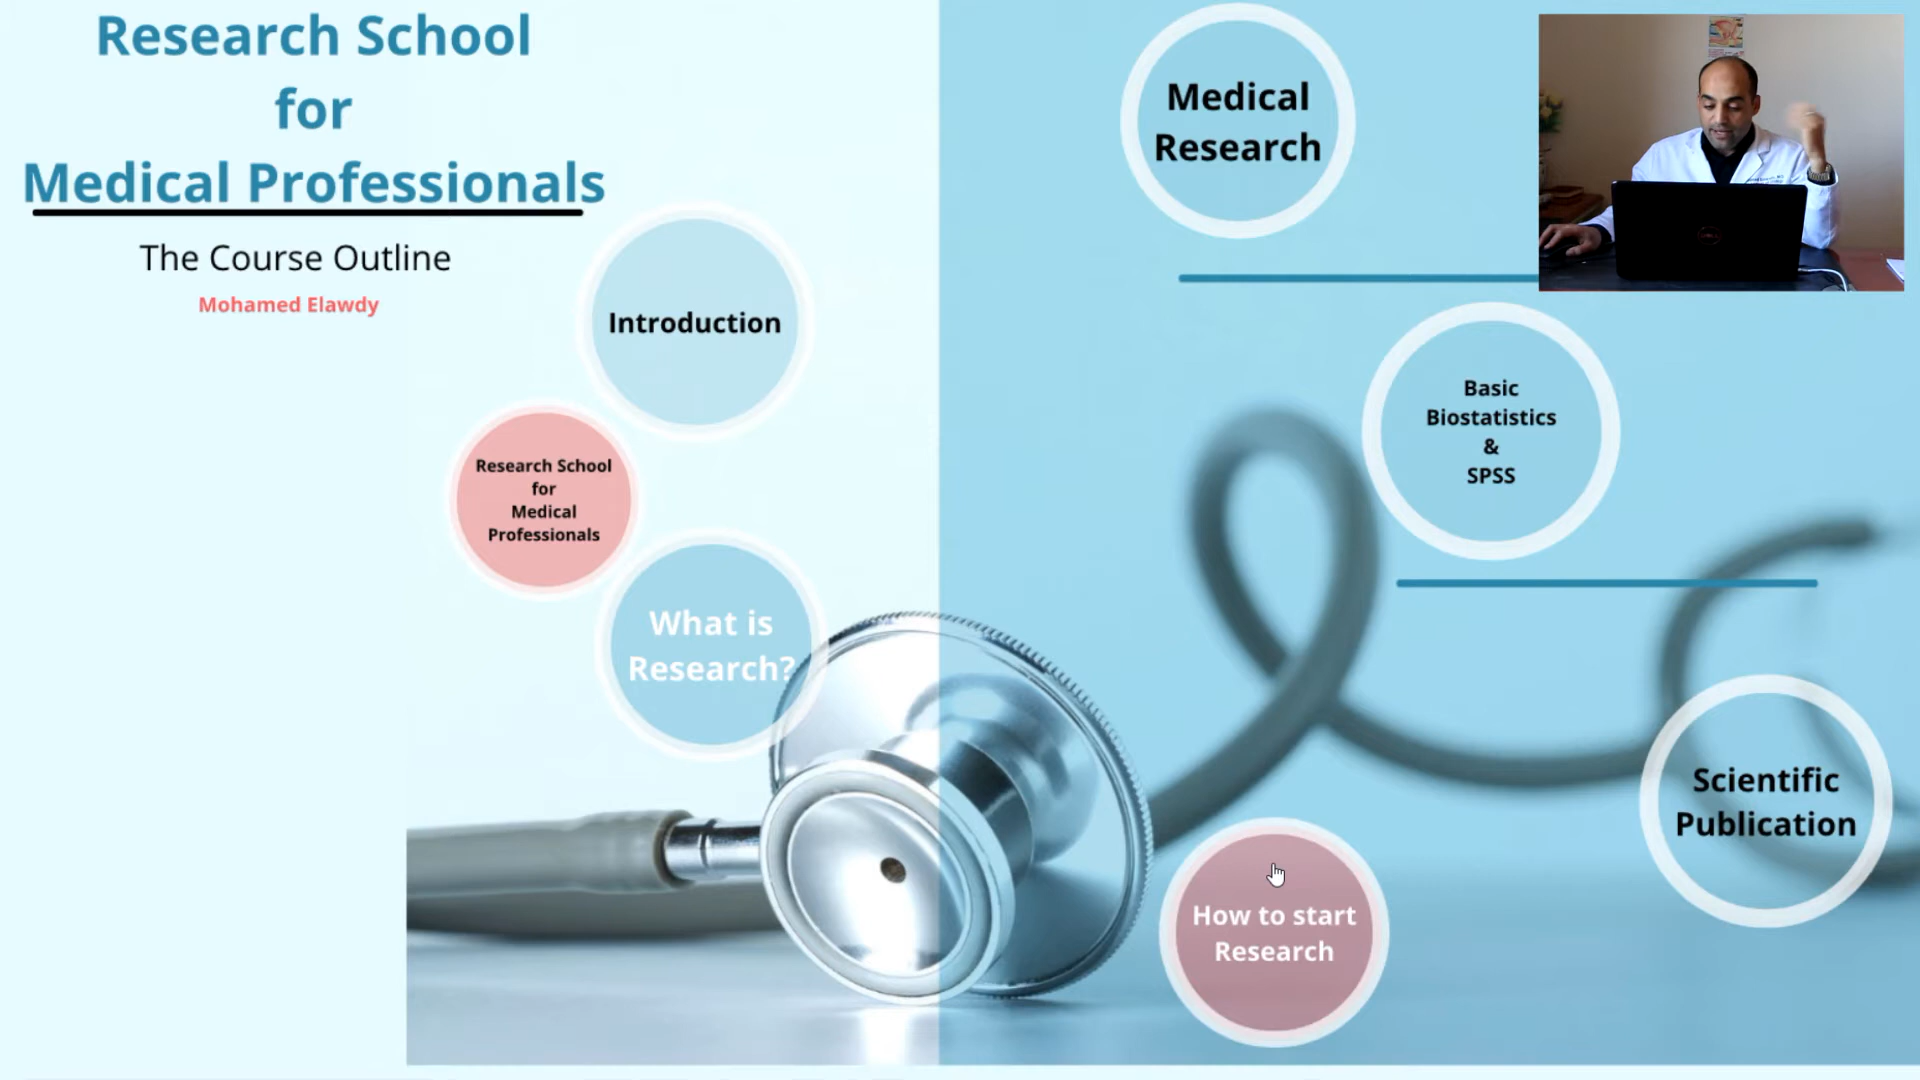 Research School
for
Medical Professionals
The Course Outline
Mohamed Elawdy
Introduction
Research School
for
Medical
Professionals
What is
Research?
Medical
Research
Basic
Biostatistics
&
SPSS
Scientific
Publication
How to start
Research